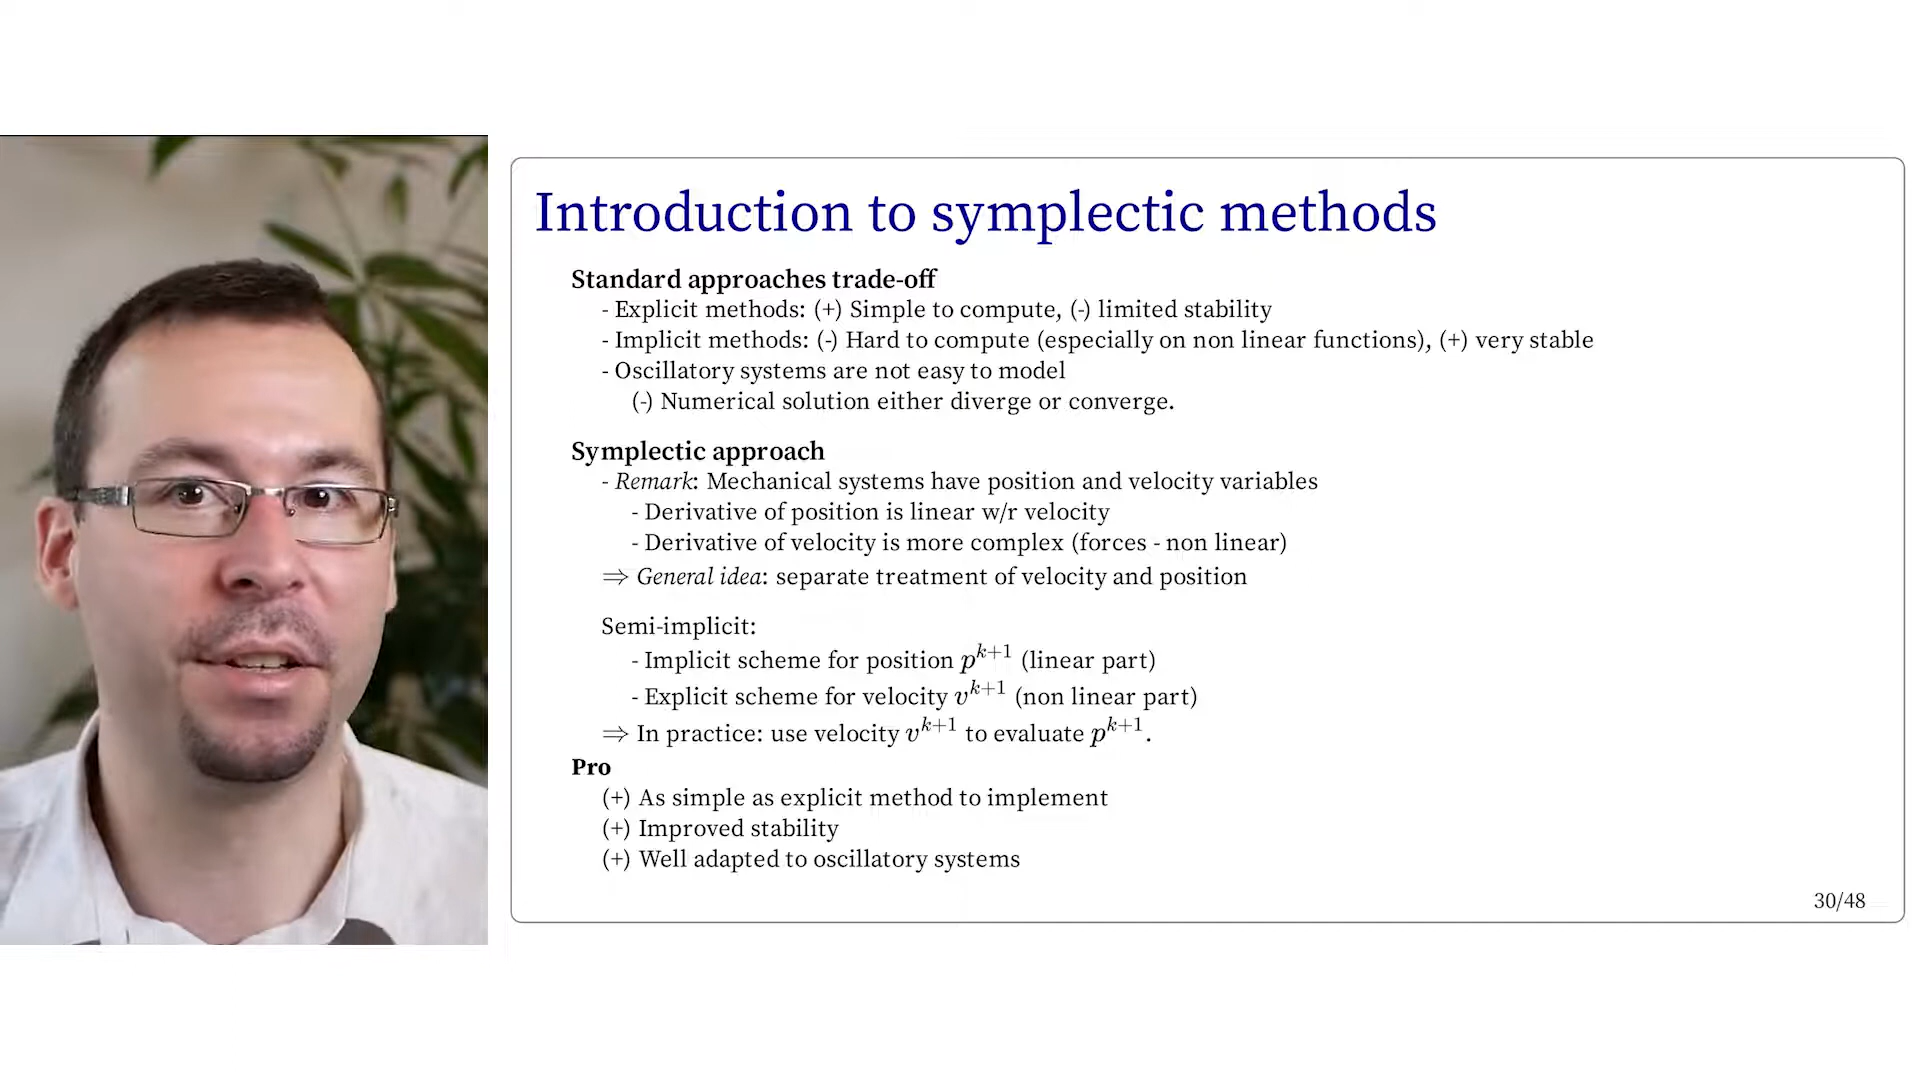 Introduction to symplectic methods
Standard approaches trade-off
- Explicit methods: (+) Simple to compute, (-) limited stability
- Implicit methods: (-) Hard to compute (especially on non linear functions), (+) very stable
- Oscillatory systems are not easy to model
(-) Numerical solution either diverge or converge.
Symplectic approach
- Remark: Mechanical systems have position and velocity variables
- Derivative of position is linear w/r velocity
- Derivative of velocity is more complex (forces - non linear)
⇒ General idea: separate treatment of velocity and position
Semi-implicit:
- Implicit scheme for position p^{k+1} (linear part)
- Explicit scheme for velocity v^{k+1} (non linear part)
⇒ In practice: use velocity v^{k+1} to evaluate p^{k+1}.
Pro
(+) As simple as explicit method to implement
(+) Improved stability
(+) Well adapted to oscillatory systems
30/48